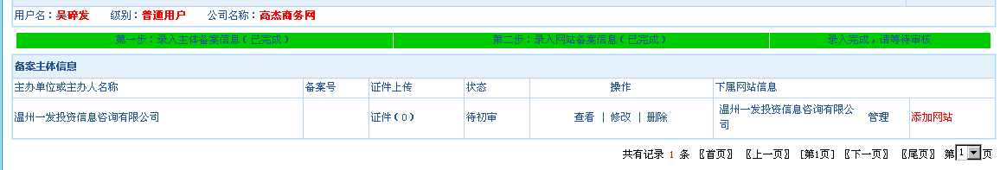 用户名：吴碎发 级别：普通用户 公司名称：高杰商务网
第一步：录入主体备案信息（已完成） 第二步：录入网站备案信息（已完成） 录入完成，请等待审核
备案主体信息
主办单位或主办人名称 备案号 证件上传 状态 操作 下属网站信息
温州一发投资信息咨询有限公司 证件（0） 待初审 查看 | 修改 | 删除 温州一发投资信息咨询有限公
司 管理 添加网站
共有记录 1 条 〖首页〗 〖上一页〗 [第1页] 〖下一页〗 〖尾页〗 第 1 页